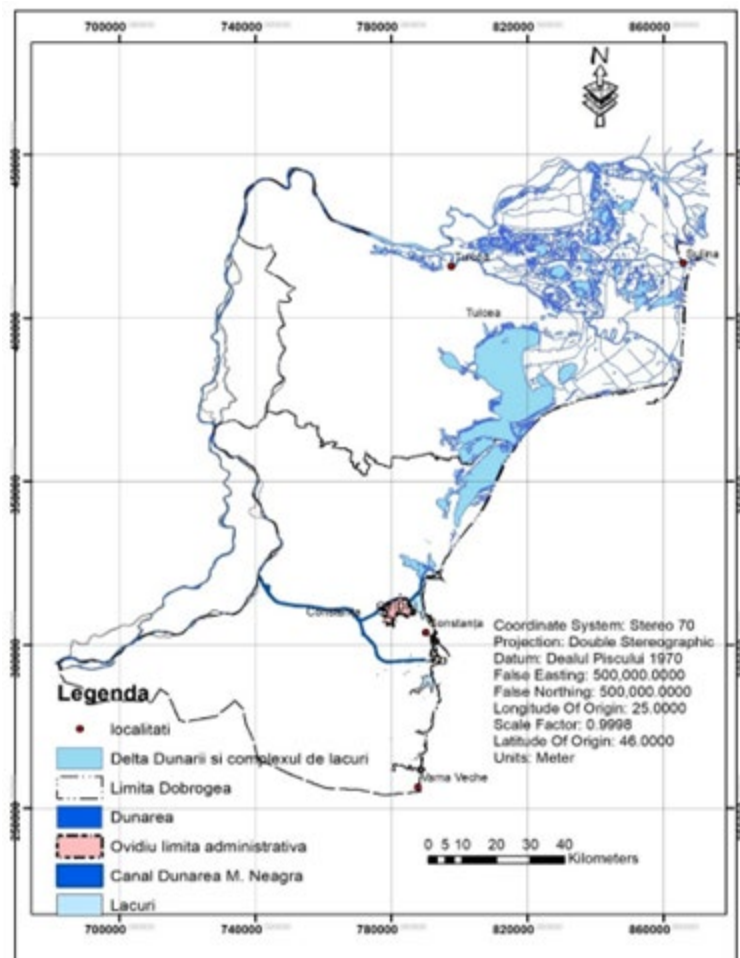 700000 740000 780000 820000 860000
N
450000
Tulcea
Sulina
400000
Tulcea
350000
Constanta
Constanța
300000
Coordinate System: Stereo 70
Projection: Double Stereographic
Datum: Dealul Piscului 1970
False Easting: 500,000.0000
False Northing: 500,000.0000
Longitude Of Origin: 25.0000
Scale Factor: 0.9998
Latitude Of Origin: 46.0000
Units: Meter
Legenda
localitati
Delta Dunarii si complexul de lacuri
Limita Dobrogea
Dunarea
Ovidiu limita administrativa
Canal Dunarea M. Neagra
Lacuri
Vama Veche
250000
0 5 10 20 30 40
Kilometers
700000 740000 780000 820000 860000